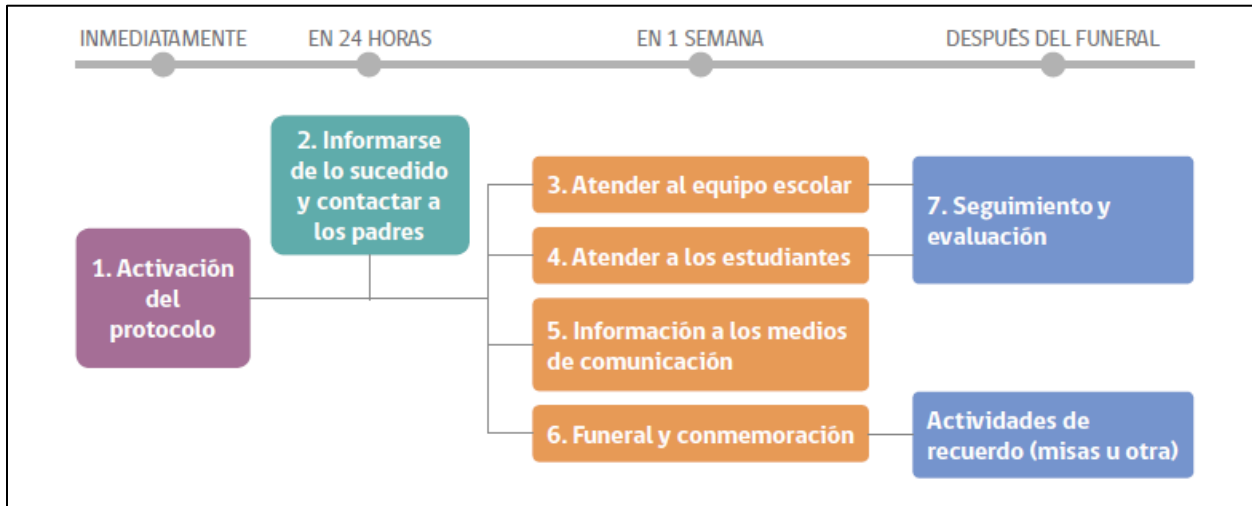 INMEDIATAMENTE
EN 24 HORAS
EN 1 SEMANA
DESPUÉS DEL FUNERAL
1. Activación
del
protocolo
2. Informarse
de lo sucedido
y contactar a
los padres
3. Atender al equipo escolar
4. Atender a los estudiantes
5. Información a los medios
de comunicación
6. Funeral y conmemoración
7. Seguimiento y
evaluación
Actividades de
recuerdo (misas u otra)